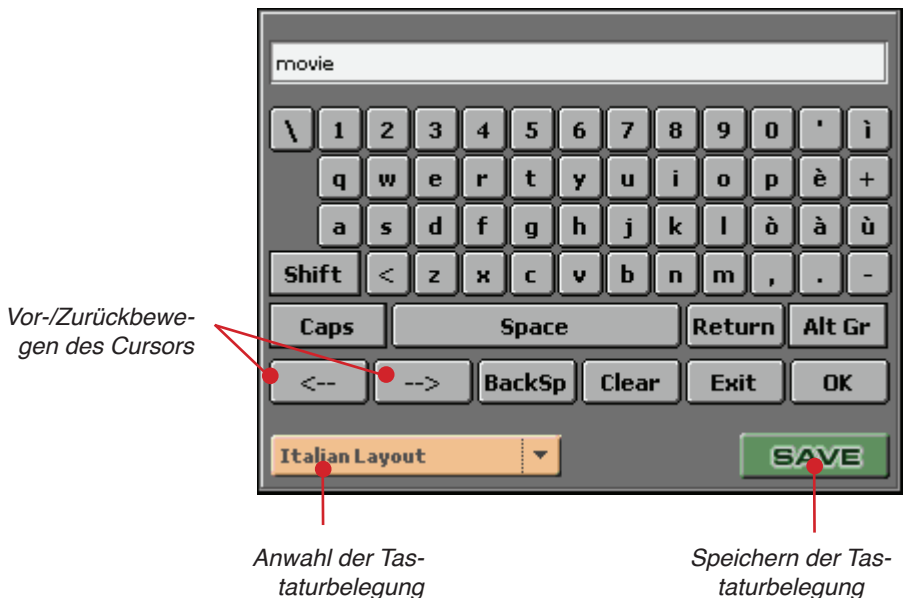 movie
\ 1 2 3 4 5 6 7 8 9 0 ' ì
q w e r t y u i o p è +
a s d f g h j k l ò à ù
Shift < z x c v b n m , . -
Vor-/Zurückbewe-
gen des Cursors
Caps Space Return Alt Gr
<-- --> BackSp Clear Exit OK
Italian Layout SAVE
Anwahl der Tas-
taturbelegung
Speichern der Tas-
taturbelegung